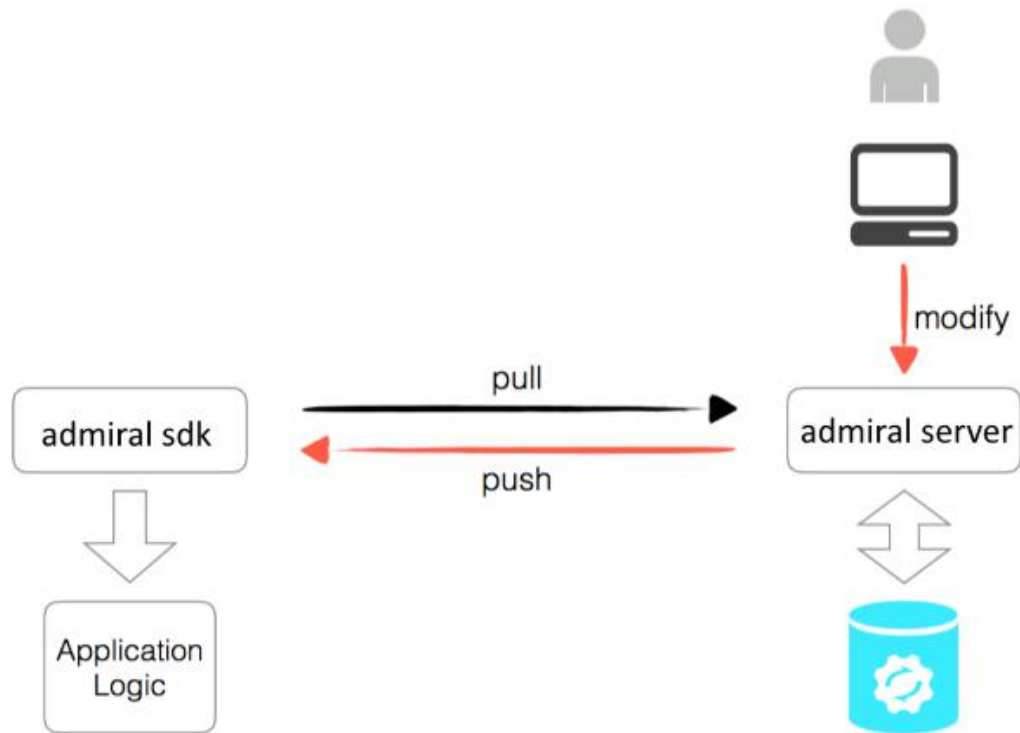 modify
pull
admiral sdk
admiral server
push
Application
Logic